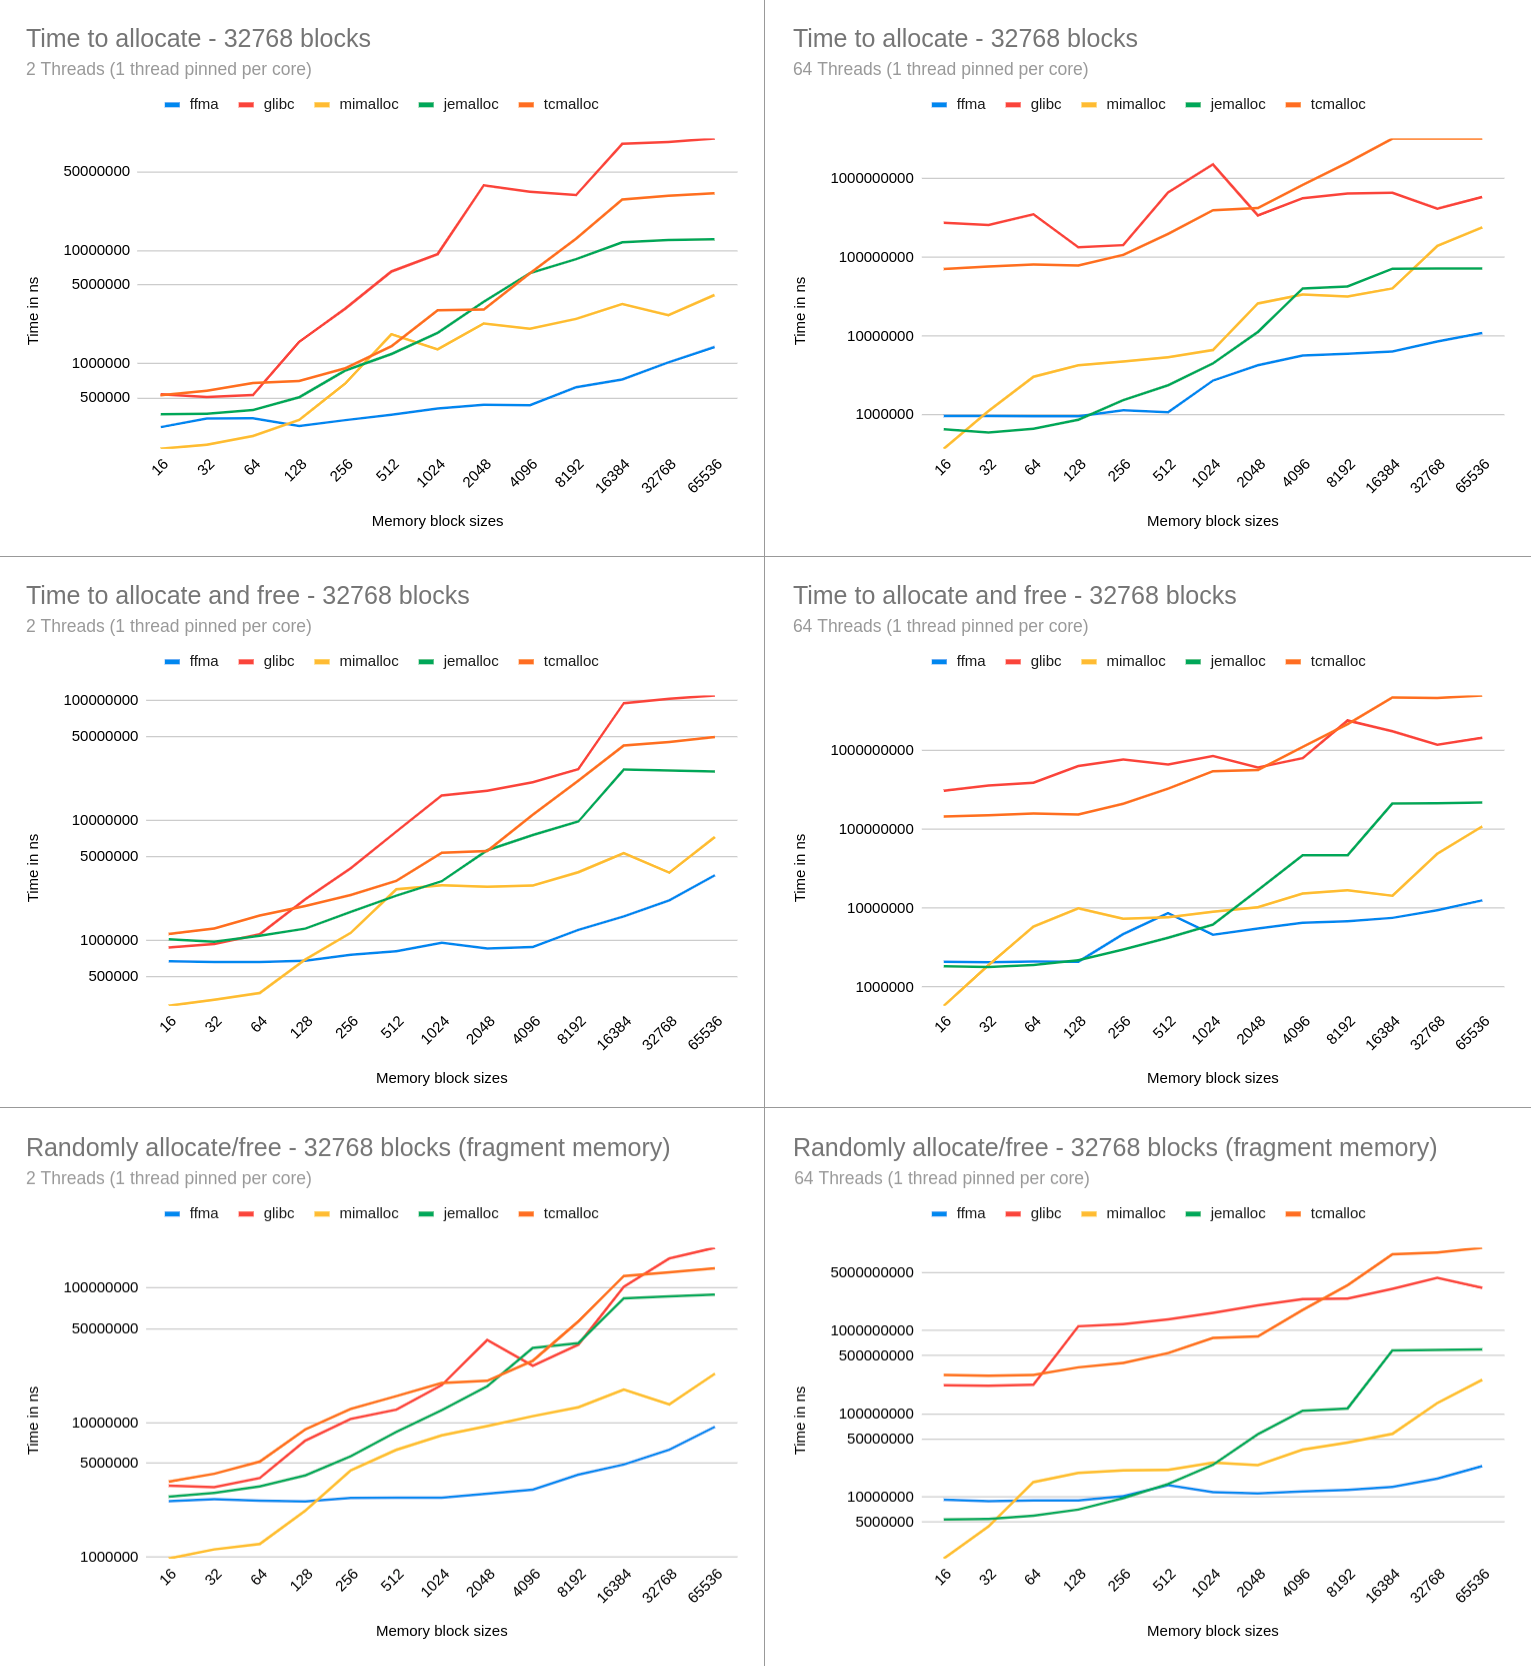 Time to allocate - 32768 blocks
2 Threads (1 thread pinned per core)
ffma glibc mimalloc jemalloc tcmalloc
Time in ns
50000000
10000000
5000000
1000000
500000
16 32 64 128 256 512 1024 2048 4096 8192 16384 32768 65536
Memory block sizes
Time to allocate - 32768 blocks
64 Threads (1 thread pinned per core)
ffma glibc mimalloc jemalloc tcmalloc
Time in ns
1000000000
100000000
10000000
1000000
16 32 64 128 256 512 1024 2048 4096 8192 16384 32768 65536
Memory block sizes
Time to allocate and free - 32768 blocks
2 Threads (1 thread pinned per core)
ffma glibc mimalloc jemalloc tcmalloc
Time in ns
100000000
50000000
10000000
5000000
1000000
500000
16 32 64 128 256 512 1024 2048 4096 8192 16384 32768 65536
Memory block sizes
Time to allocate and free - 32768 blocks
64 Threads (1 thread pinned per core)
ffma glibc mimalloc jemalloc tcmalloc
Time in ns
1000000000
100000000
10000000
1000000
16 32 64 128 256 512 1024 2048 4096 8192 16384 32768 65536
Memory block sizes
Randomly allocate/free - 32768 blocks (fragment memory)
2 Threads (1 thread pinned per core)
ffma glibc mimalloc jemalloc tcmalloc
Time in ns
100000000
50000000
10000000
5000000
1000000
16 32 64 128 256 512 1024 2048 4096 8192 16384 32768 65536
Memory block sizes
Randomly allocate/free - 32768 blocks (fragment memory)
64 Threads (1 thread pinned per core)
ffma glibc mimalloc jemalloc tcmalloc
Time in ns
5000000000
1000000000
500000000
100000000
50000000
10000000
5000000
16 32 64 128 256 512 1024 2048 4096 8192 16384 32768 65536
Memory block sizes